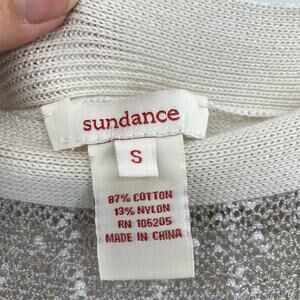 sundance
S
87% COTTON
13% NYLON
RN 106205
MADE IN CHINA